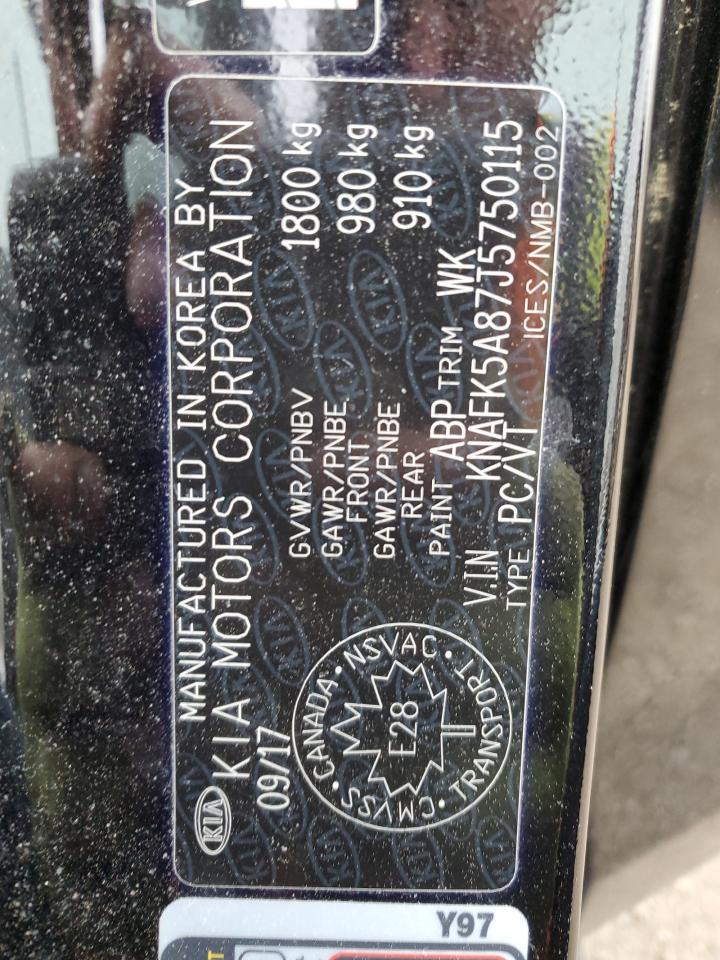 MANUFACTURED IN KOREA BY
KIA KIA MOTORS CORPORATION
09/17
GVWR/PNBV 1800 kg
GAWR/PNBE FRONT 980 kg
GAWR/PNBE REAR 910 kg
PAINT ABP TRIM WK
V.I.N KNAFK5A87J5750115
TYPE PC/VT
ICES/NMB-002
CANADA • NSVAC • TRANSPORT • CMVSS •
E28
Y97